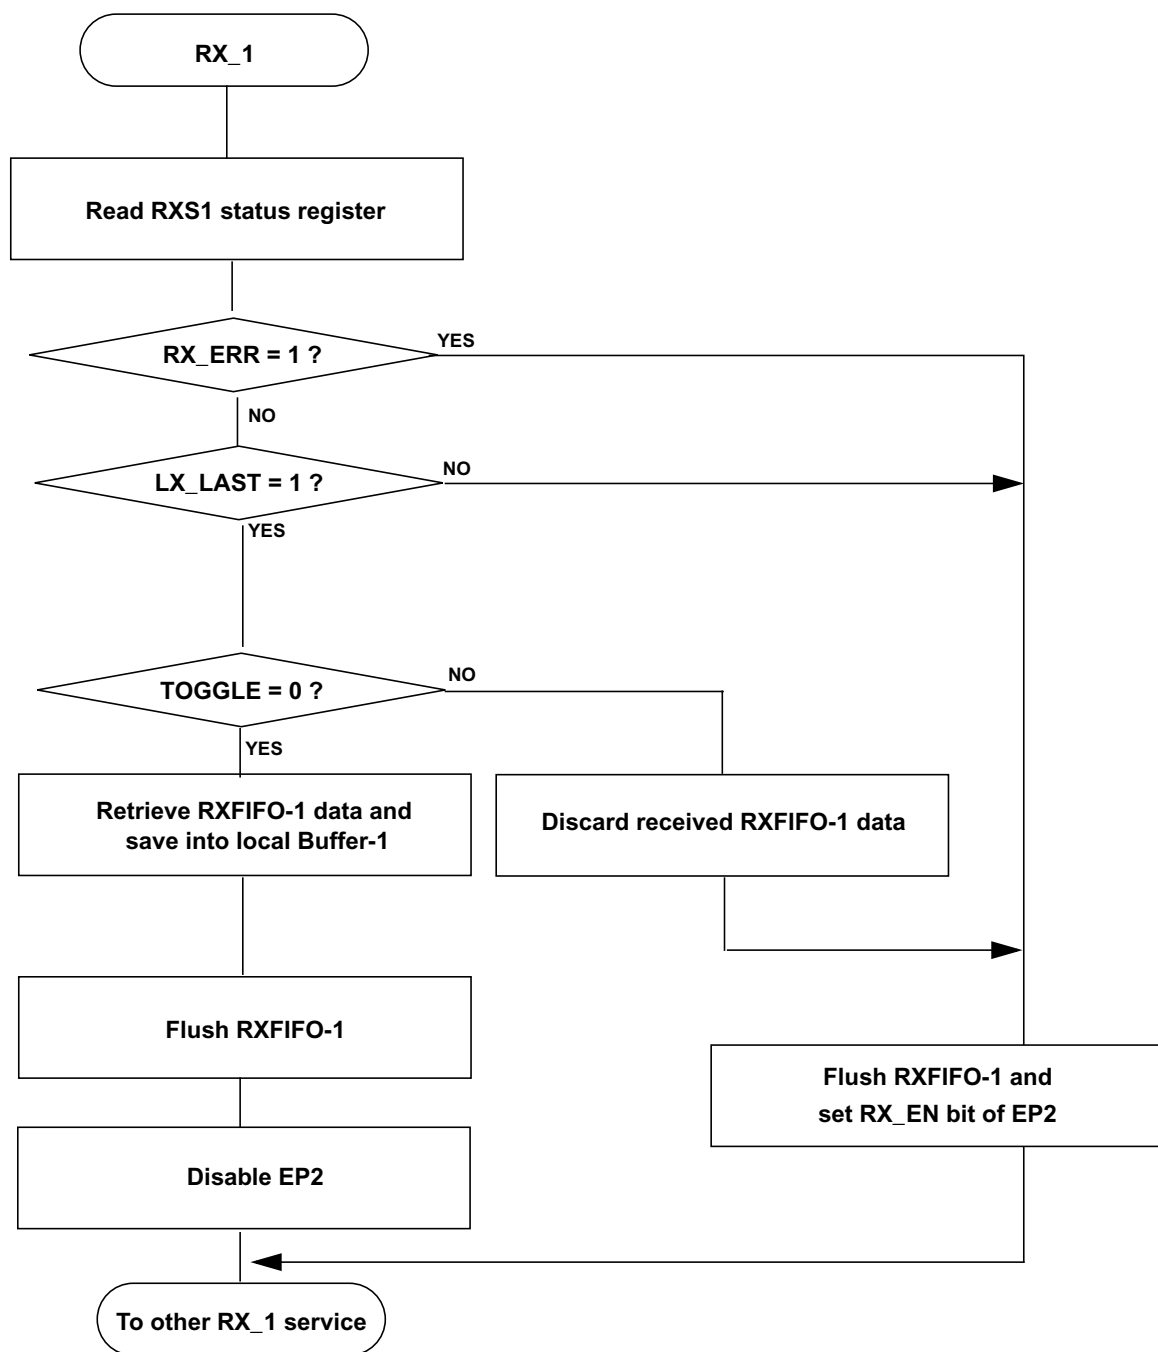 RX_1
Read RXS1 status register
RX_ERR = 1 ?
YES
NO
LX_LAST = 1 ?
NO
YES
TOGGLE = 0 ?
NO
YES
Retrieve RXFIFO-1 data and
save into local Buffer-1
Discard received RXFIFO-1 data
Flush RXFIFO-1
Flush RXFIFO-1 and
set RX_EN bit of EP2
Disable EP2
To other RX_1 service